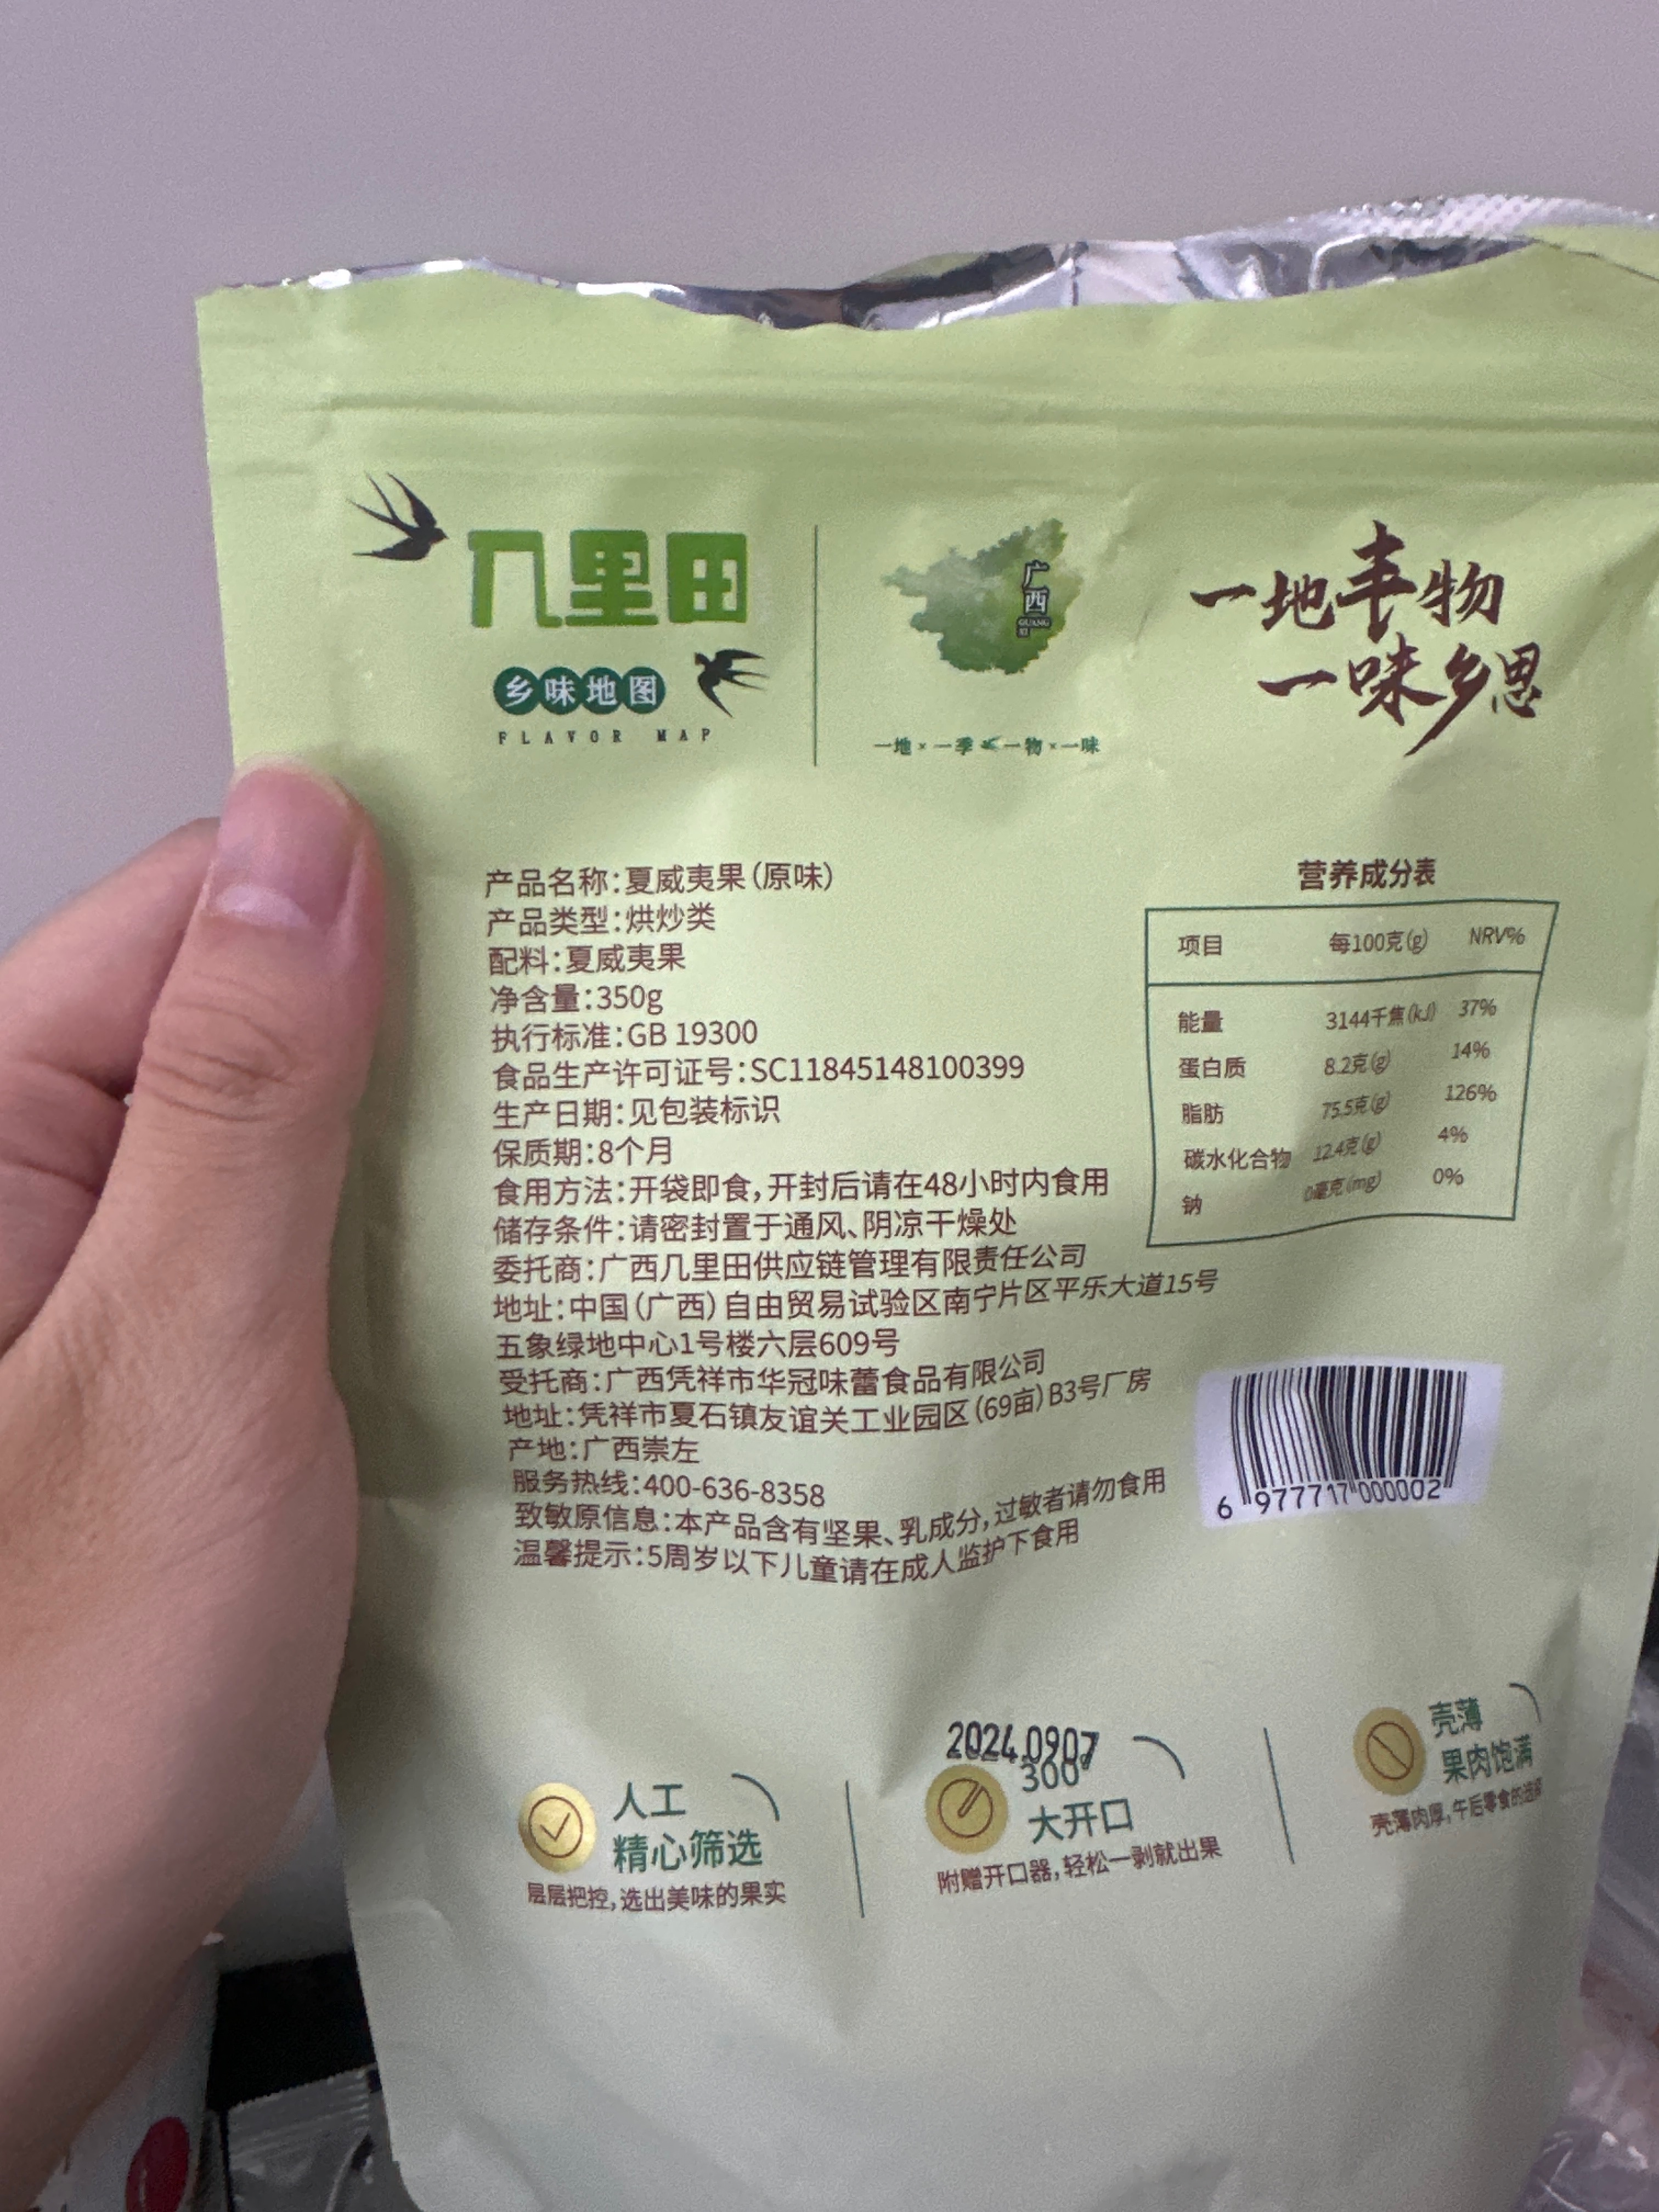 几里田
乡味地图
FLAVOR MAP
广西
GUANG
XI
一地×一季×一物×一味
一地丰物
一味乡思
产品名称:夏威夷果(原味)
产品类型:烘炒类
配料:夏威夷果
净含量:350g
执行标准:GB 19300
食品生产许可证号:SC11845148100399
生产日期:见包装标识
保质期:8个月
食用方法:开袋即食,开封后请在48小时内食用
储存条件:请密封置于通风、阴凉干燥处
委托商:广西几里田供应链管理有限责任公司
地址:中国(广西)自由贸易试验区南宁片区平乐大道15号
五象绿地中心1号楼六层609号
受托商:广西凭祥市华冠味蕾食品有限公司
地址:凭祥市夏石镇友谊关工业园区(69亩)B3号厂房
产地:广西崇左
服务热线:400-636-8358
致敏原信息:本产品含有坚果、乳成分,过敏者请勿食用
温馨提示:5周岁以下儿童请在成人监护下食用
营养成分表
项目 每100克(g) NRV%
能量 3144千焦(kJ) 37%
蛋白质 8.2克(g) 14%
脂肪 75.5克(g) 126%
碳水化合物 12.4克(g) 4%
钠 0毫克(mg) 0%
6 977717 000002
人工
精心筛选
层层把控,选出美味的果实
2024.0907
300°
大开口
附赠开口器,轻松一剥就出果
壳薄
果肉饱满
壳薄肉厚,午后零食的选择